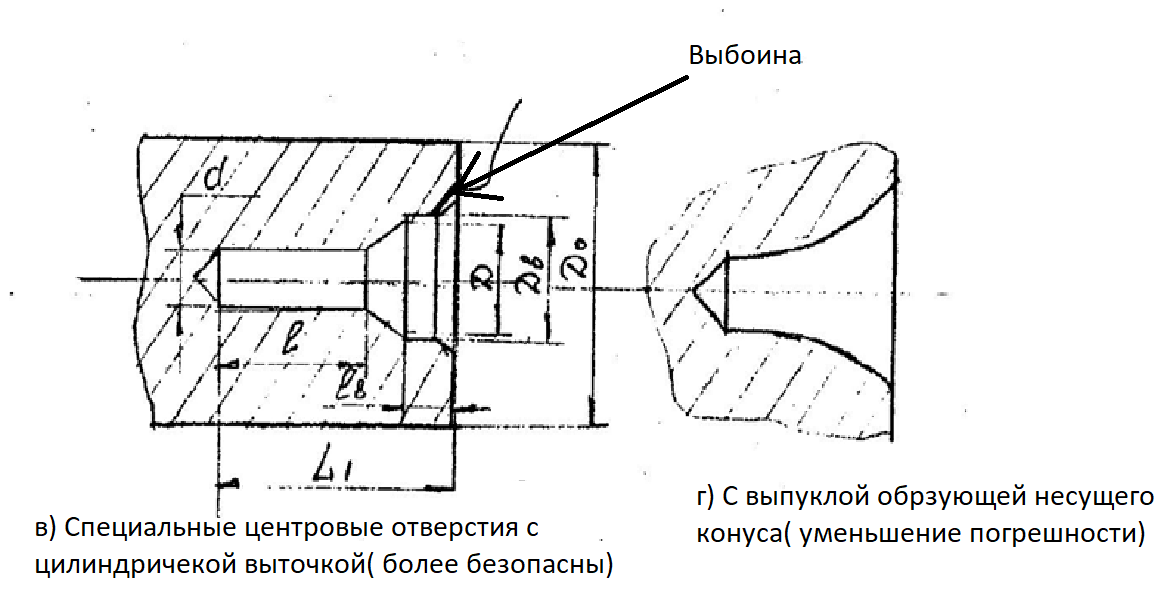 Выбоина
d
D
Dв
D₀
l
lв
L1
в) Специальные центровые отверстия с
цилиндричекой выточкой( более безопасны)
г) С выпуклой обрзующей несущего
конуса( уменьшение погрешности)